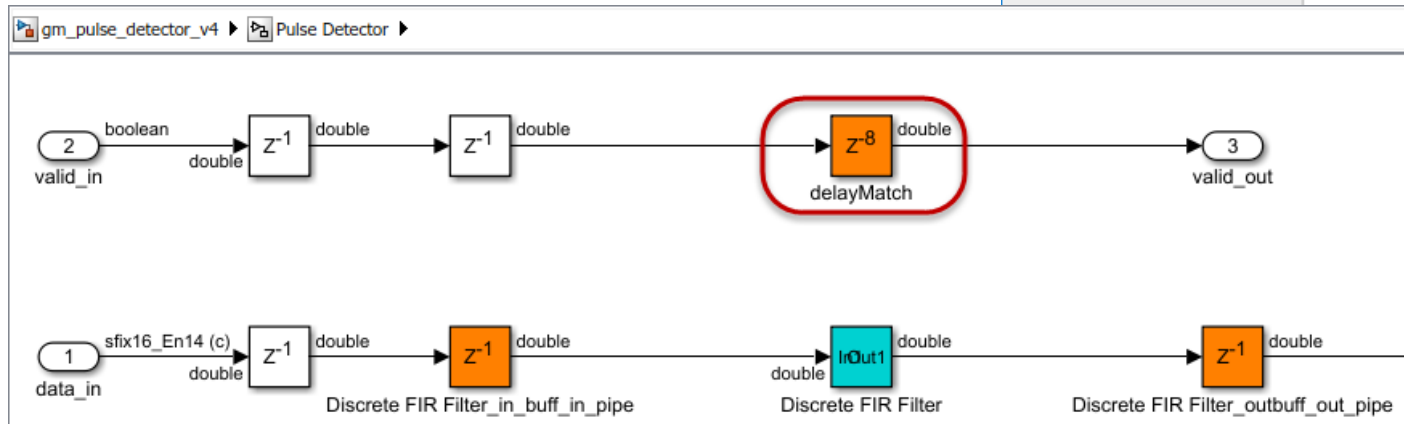 gm_pulse_detector_v4 Pulse Detector
boolean double double double
2 Z-1 Z-1 Z-8 3
double
valid_in delayMatch valid_out
sfix16_En14 (c) double double double double
1 Z-1 Z-1 InOut1 Z-1
double double
data_in Discrete FIR Filter_in_buff_in_pipe Discrete FIR Filter Discrete FIR Filter_outbuff_out_pipe